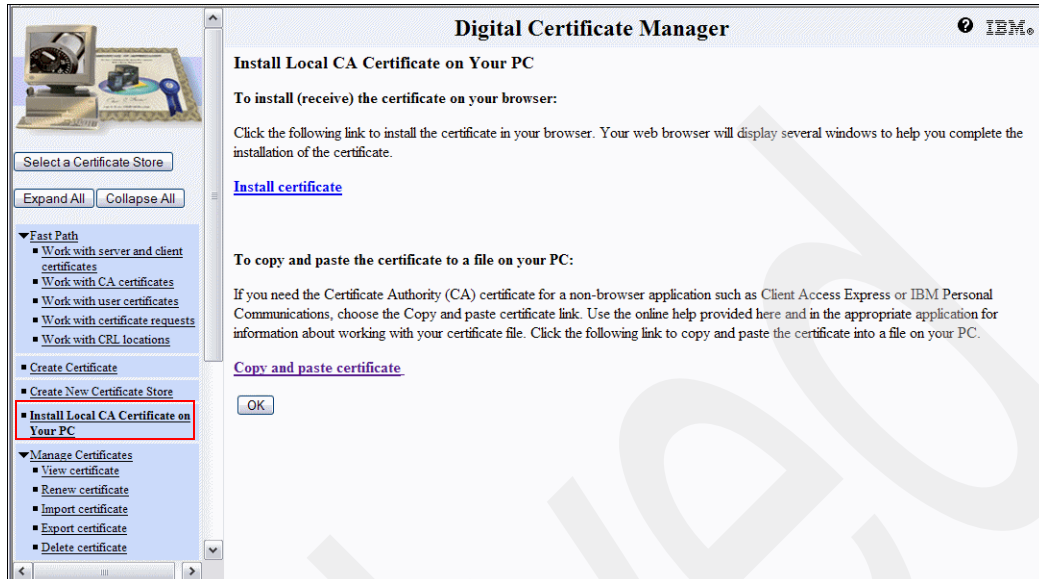 Digital Certificate Manager
IBM®
Select a Certificate Store
Expand All
Collapse All
Fast Path
Work with server and client
certificates
Work with CA certificates
Work with user certificates
Work with certificate requests
Work with CRL locations
Create Certificate
Create New Certificate Store
Install Local CA Certificate on
Your PC
Manage Certificates
View certificate
Renew certificate
Import certificate
Export certificate
Delete certificate
Install Local CA Certificate on Your PC
To install (receive) the certificate on your browser:
Click the following link to install the certificate in your browser. Your web browser will display several windows to help you complete the
installation of the certificate.
Install certificate
To copy and paste the certificate to a file on your PC:
If you need the Certificate Authority (CA) certificate for a non-browser application such as Client Access Express or IBM Personal
Communications, choose the Copy and paste certificate link. Use the online help provided here and in the appropriate application for
information about working with your certificate file. Click the following link to copy and paste the certificate into a file on your PC.
Copy and paste certificate
OK